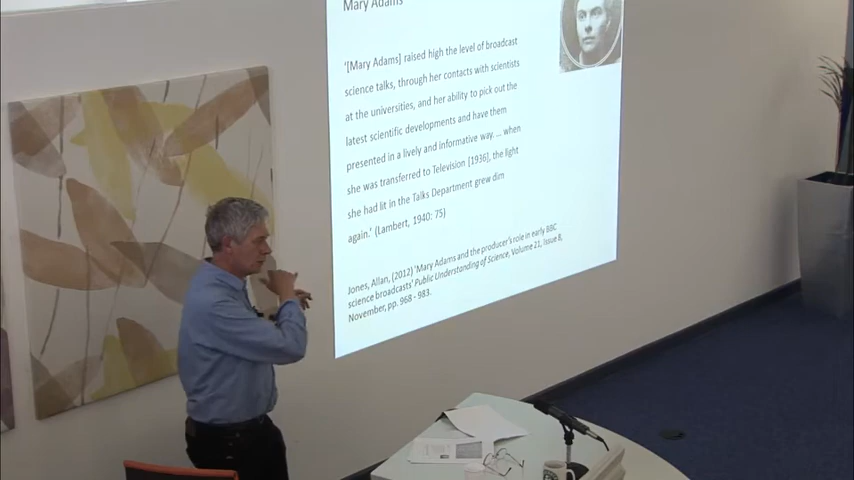 Mary Adams
'[Mary Adams] raised high the level of broadcast
science talks, through her contacts with scientists
at the universities, and her ability to pick out the
latest scientific developments and have them
presented in a lively and informative way. ... when
she was transferred to Television [1936], the light
she had lit in the Talks Department grew dim
again.' (Lambert, 1940: 75)
Jones, Allan, (2012) 'Mary Adams and the producer's role in early BBC
science broadcasts' Public Understanding of Science, Volume 21, Issue 8,
November, pp. 968 - 983.